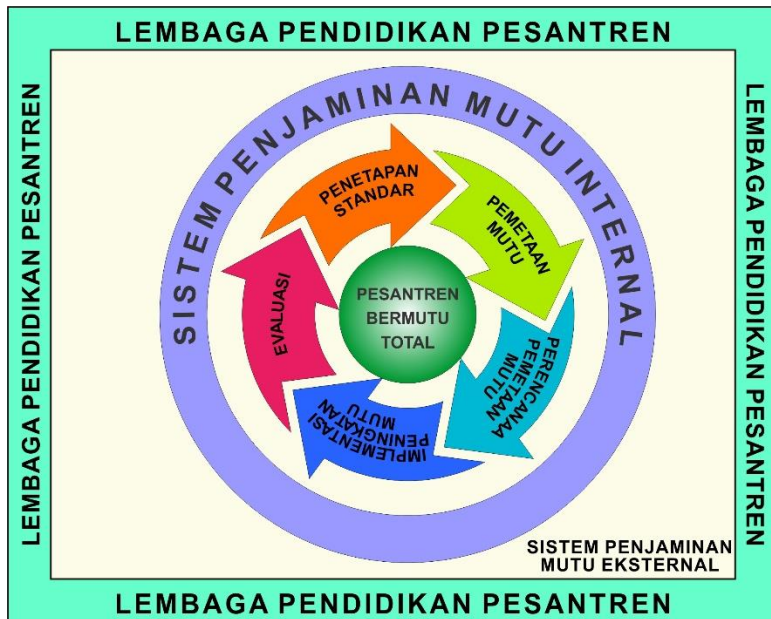 LEMBAGA PENDIDIKAN PESANTREN
LEMBAGA PENDIDIKAN PESANTREN
SISTEM PENJAMINAN MUTU INTERNAL
PENETAPAN
STANDAR
PEMETAAN
MUTU
PERENCANAA
PEMETAAN
MUTU
IMPLEMENTASI
PENINGKATAN
MUTU
EVALUASI
PESANTREN
BERMUTU
TOTAL
LEMBAGA PENDIDIKAN PESANTREN
SISTEM PENJAMINAN
MUTU EKSTERNAL
LEMBAGA PENDIDIKAN PESANTREN